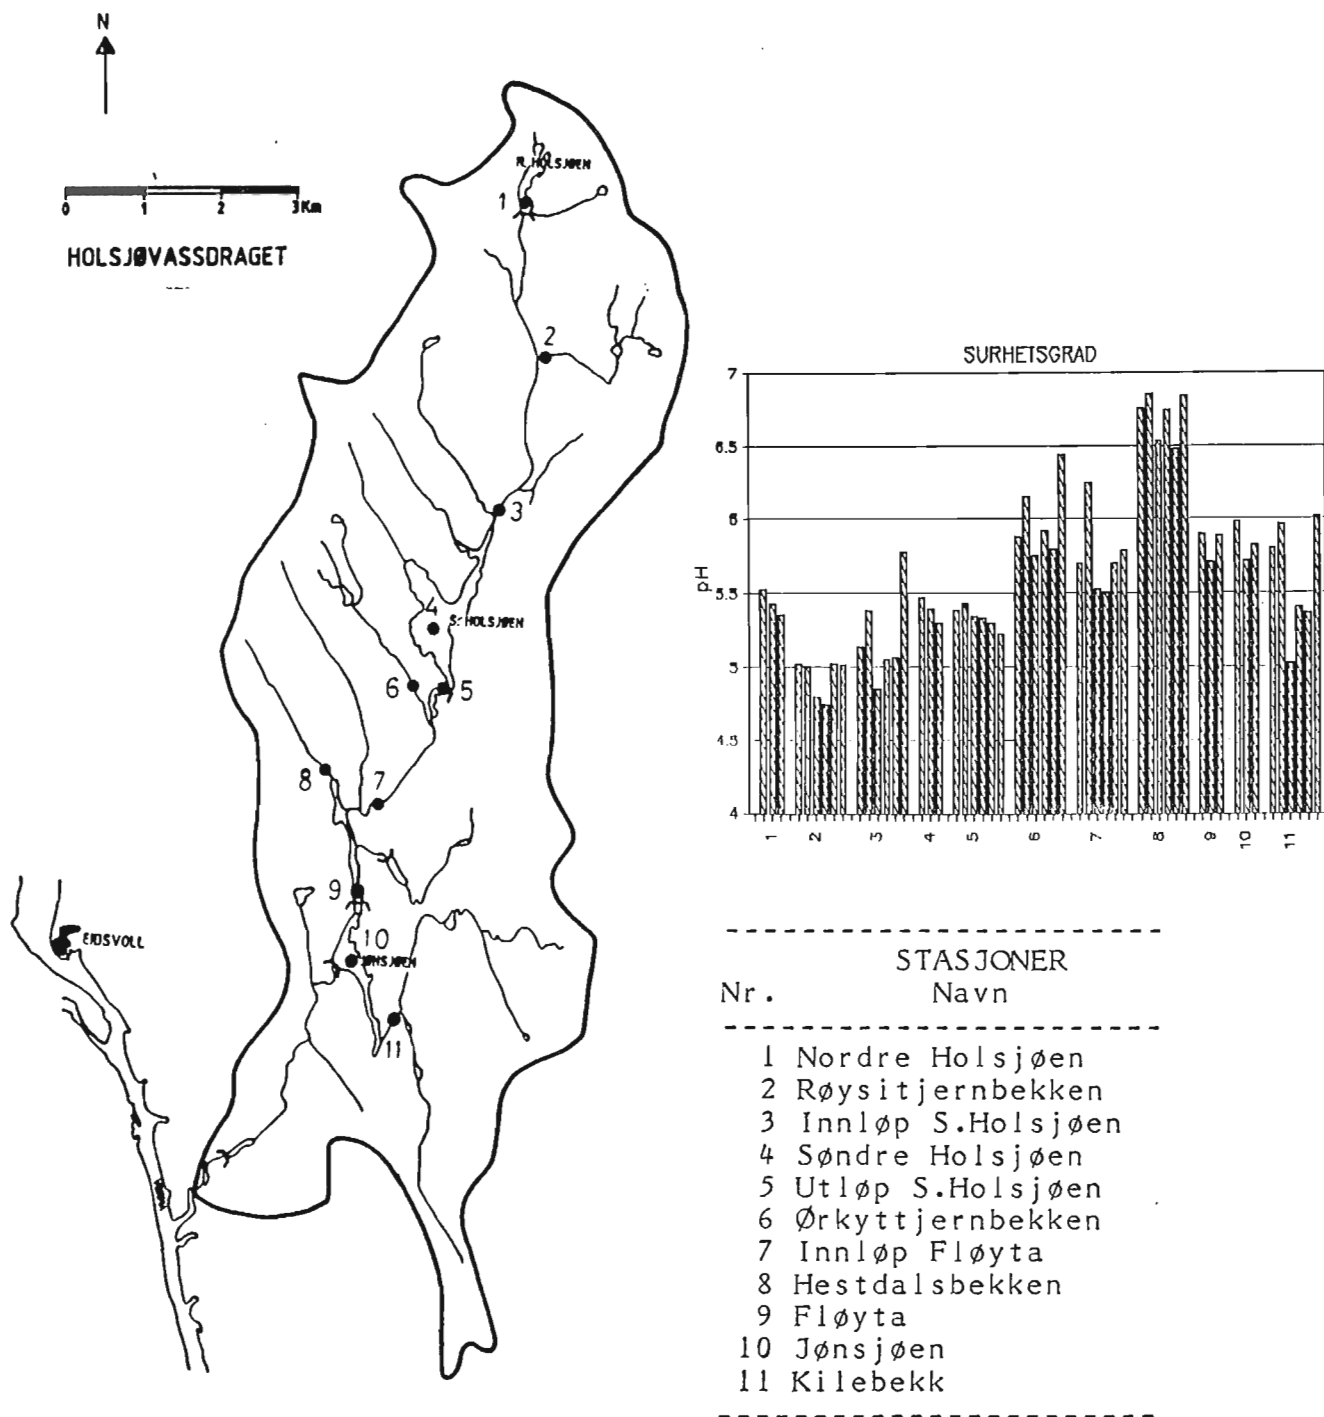 N
0 1 2 3 Km
HOLSJØVASSDRAGET
N. HOLSJØEN
1
2
3
4
S. HOLSJØEN
6
5
8
7
9
EIDSVOLL
10
JØNSJØEN
11
SURHETSGRAD
7
6.5
6
5.5
5
4.5
4
pH
1 2 3 4 5 6 7 8 9 10 11
STASJONER
Nr. Navn
1 Nordre Holsjøen
2 Røysitjernbekken
3 Innløp S.Holsjøen
4 Søndre Holsjøen
5 Utløp S.Holsjøen
6 Ørkyttjernbekken
7 Innløp Fløyta
8 Hestdalsbekken
9 Fløyta
10 Jønsjøen
11 Kilebekk